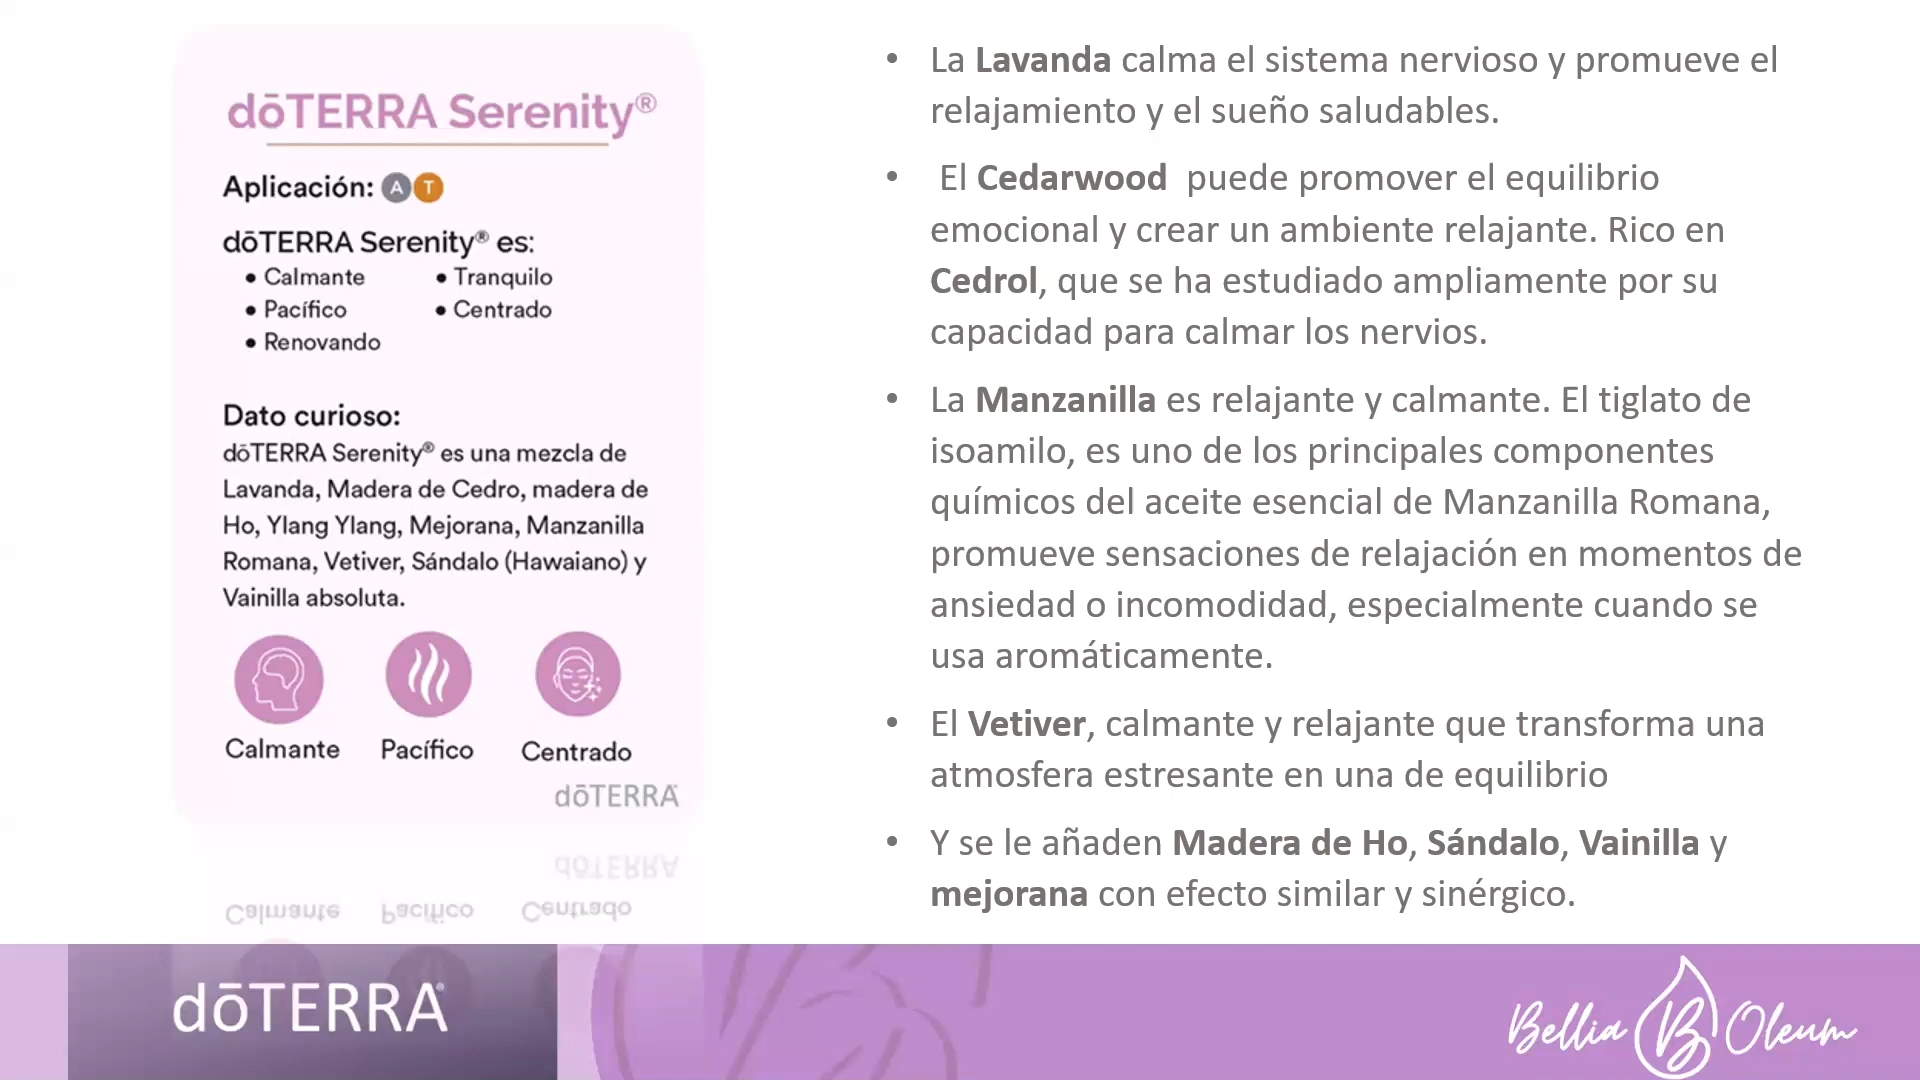 dōTERRA Serenity®
Aplicación: A T
dōTERRA Serenity® es:
• Calmante
• Pacífico
• Renovando
• Tranquilo
• Centrado
Dato curioso:
dōTERRA Serenity® es una mezcla de
Lavanda, Madera de Cedro, madera de
Ho, Ylang Ylang, Mejorana, Manzanilla
Romana, Vetiver, Sándalo (Hawaiano) y
Vainilla absoluta.
Calmante Pacífico Centrado
dōTERRA
• La Lavanda calma el sistema nervioso y promueve el
relajamiento y el sueño saludables.
• El Cedarwood puede promover el equilibrio
emocional y crear un ambiente relajante. Rico en
Cedrol, que se ha estudiado ampliamente por su
capacidad para calmar los nervios.
• La Manzanilla es relajante y calmante. El tiglato de
isoamilo, es uno de los principales componentes
químicos del aceite esencial de Manzanilla Romana,
promueve sensaciones de relajación en momentos de
ansiedad o incomodidad, especialmente cuando se
usa aromáticamente.
• El Vetiver, calmante y relajante que transforma una
atmosfera estresante en una de equilibrio
• Y se le añaden Madera de Ho, Sándalo, Vainilla y
mejorana con efecto similar y sinérgico.
dōTERRA®
Bellia B Oleum